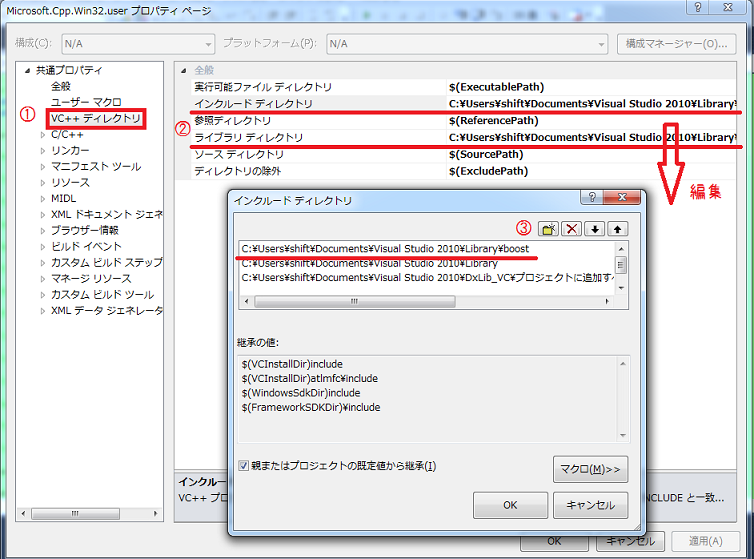 Microsoft.Cpp.Win32.user プロパティ ページ
構成(C): N/A プラットフォーム(P): N/A 構成マネージャー(O)...
共通プロパティ
全般
ユーザー マクロ
① VC++ ディレクトリ
C/C++
リンカー
マニフェスト ツール
リソース
MIDL
XML ドキュメント ジェネ
ブラウザー情報
ビルド イベント
カスタム ビルド ステップ
マネージ リソース
カスタム ビルド ツール
XML データ ジェネレータ
全般
実行可能ファイル ディレクトリ $(ExecutablePath)
インクルード ディレクトリ C:¥Users¥shift¥Documents¥Visual Studio 2010¥Library¥
② 参照ディレクトリ $(ReferencePath)
ライブラリ ディレクトリ C:¥Users¥shift¥Documents¥Visual Studio 2010¥Library¥
ソース ディレクトリ $(SourcePath)
ディレクトリの除外 $(ExcludePath)
編集
インクルード ディレクトリ
③
C:¥Users¥shift¥Documents¥Visual Studio 2010¥Library¥boost
C:¥Users¥shift¥Documents¥Visual Studio 2010¥Library
C:¥Users¥shift¥Documents¥Visual Studio 2010¥DxLib_VC¥プロジェクトに追加すべ
継承の値:
$(VCInstallDir)include
$(VCInstallDir)atlmfc¥include
$(WindowsSdkDir)include
$(FrameworkSDKDir)¥include
親またはプロジェクトの既定値から継承(I)
マクロ(M)>>
OK キャンセル
インクルー
VC++ プロ
NCLUDE と一致...
OK キャンセル 適用(A)